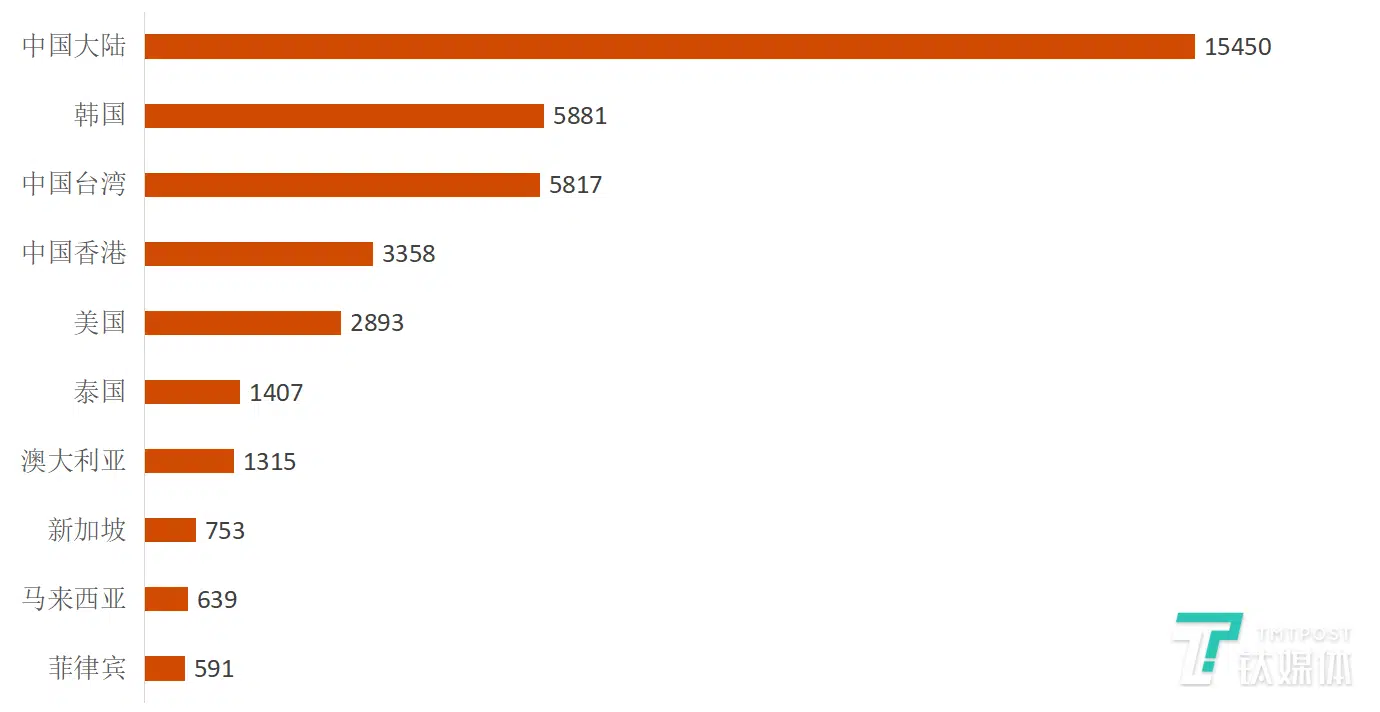 中国大陆 15450
韩国 5881
中国台湾 5817
中国香港 3358
美国 2893
泰国 1407
澳大利亚 1315
新加坡 753
马来西亚 639
菲律宾 591
TMTPOST
钛媒体